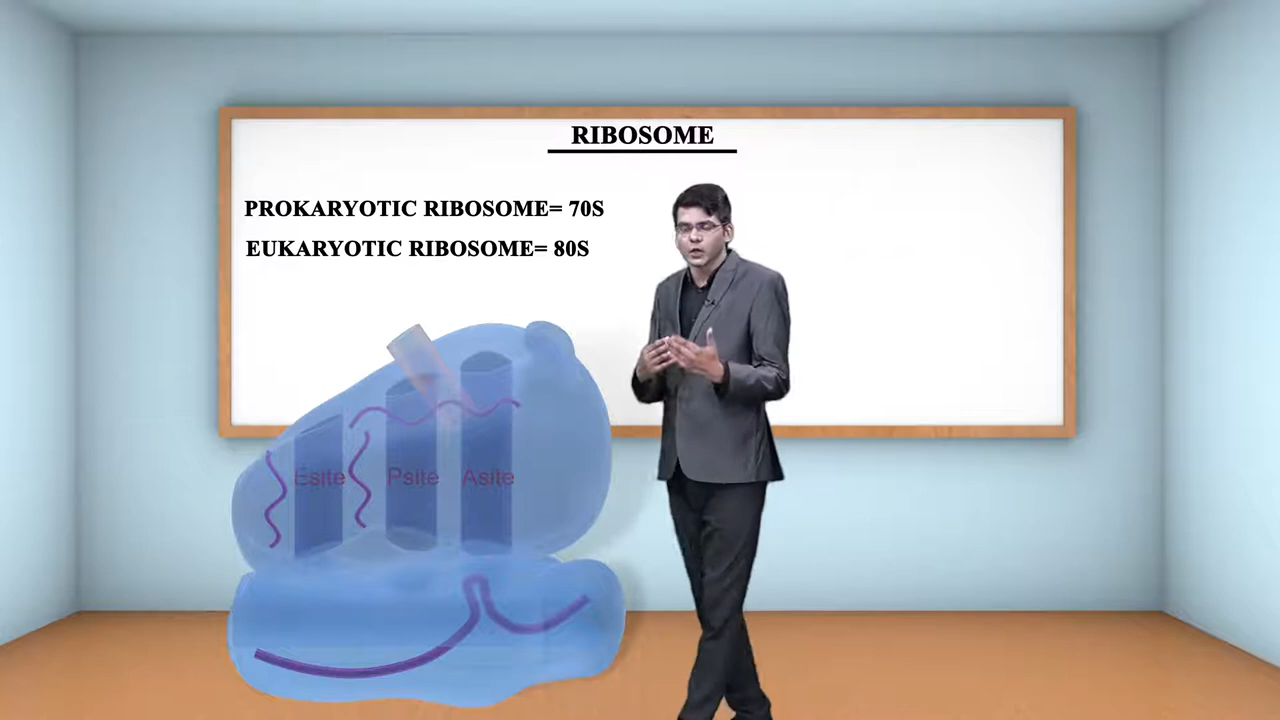 RIBOSOME
PROKARYOTIC RIBOSOME= 70S
EUKARYOTIC RIBOSOME= 80S
Esite Psite Asite